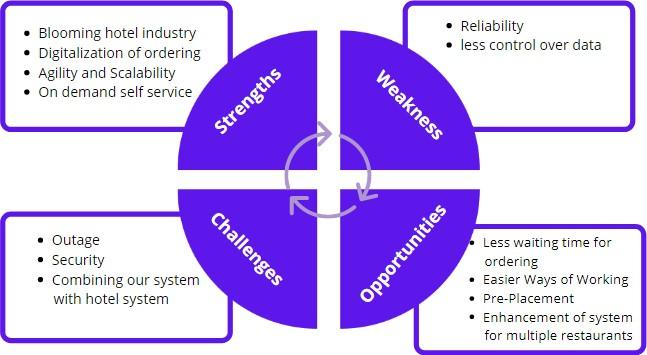 • Blooming hotel industry
• Digitalization of ordering
• Agility and Scalability
• On demand self service
• Reliability
• less control over data
Strengths
Weakness
Challenges
Opportunities
• Outage
• Security
• Combining our system
with hotel system
• Less waiting time for
ordering
• Easier Ways of Working
• Pre-Placement
• Enhancement of system
for multiple restaurants